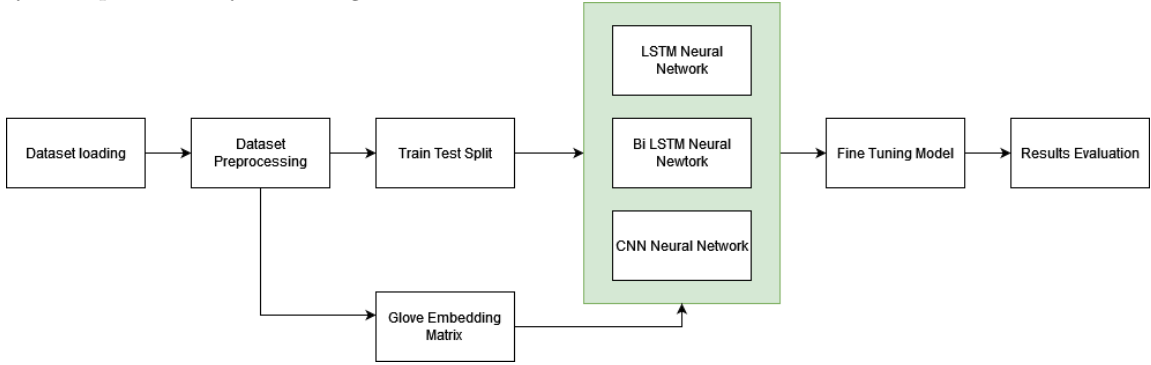 Dataset loading
Dataset
Preprocessing
Train Test Split
LSTM Neural
Network
Bi LSTM Neural
Newtork
CNN Neural Network
Glove Embedding
Matrix
Fine Tuning Model
Results Evaluation